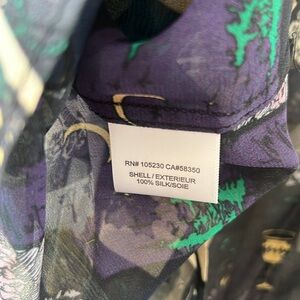 RN# 105230 CA#58350
SHELL / EXTERIEUR
100% SILK/SOIE